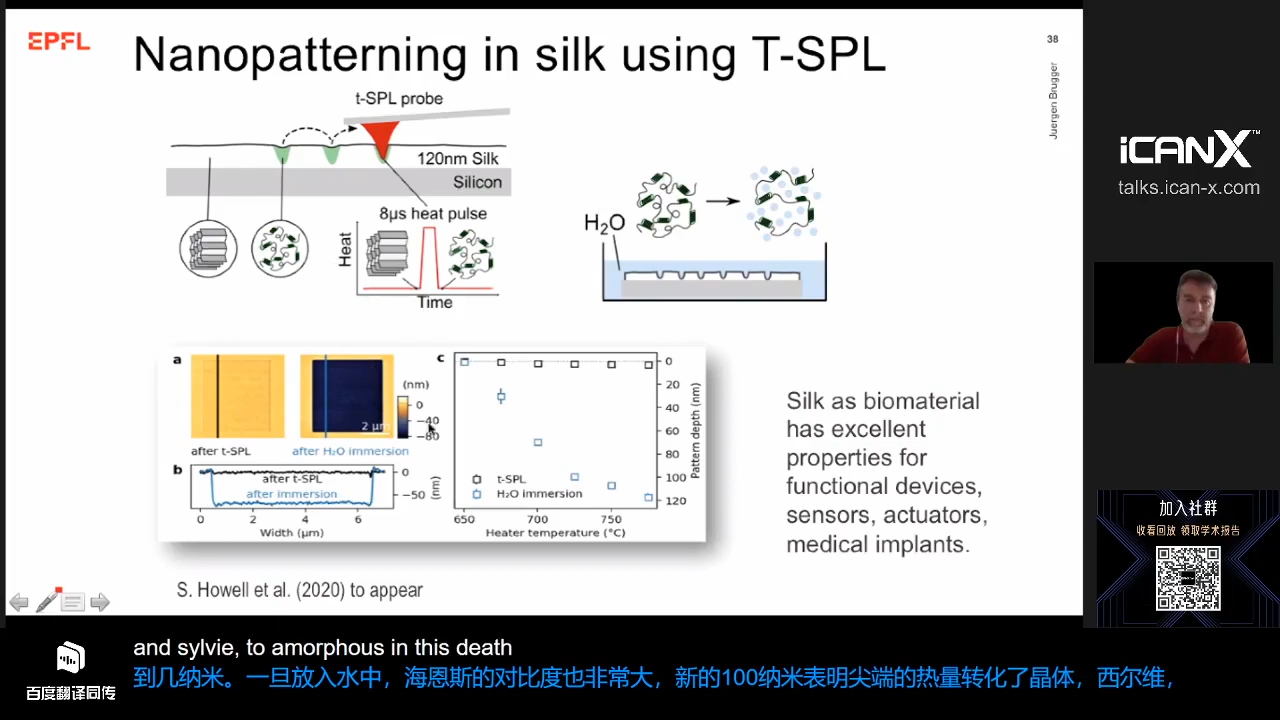 EPFL
Nanopatterning in silk using T-SPL
38
Juergen Brugger
t-SPL probe
120nm Silk
Silicon
8µs heat pulse
Heat
Time
H₂O
a
(nm)
0
−40
−80
2 µm
after t-SPL
after H₂O immersion
b
after t-SPL
after immersion
0
−50
(nm)
0
2
4
6
Width (µm)
c
0
20
40
60
80
100
120
Pattern depth (nm)
t-SPL
H₂O immersion
650
700
750
Heater temperature (°C)
Silk as biomaterial
has excellent
properties for
functional devices,
sensors, actuators,
medical implants.
S. Howell et al. (2020) to appear
iCANX™
talks.ican-x.com
加入社群
收看回放 领取学术报告
百度翻译同传
and sylvie, to amorphous in this death
到几纳米。一旦放入水中，海恩斯的对比度也非常大，新的100纳米表明尖端的热量转化了晶体，西尔维，